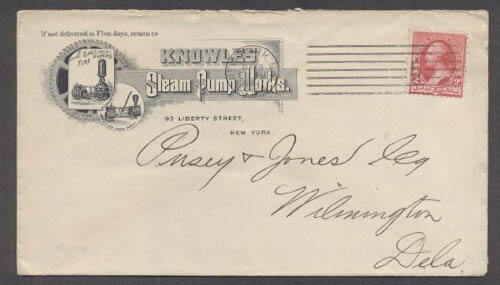 If not delivered in Five days, return to
KNOWLES
Steam Pump Works.
93 LIBERTY STREET,
NEW YORK.
Pusey & Jones
Wilmington
Dela.